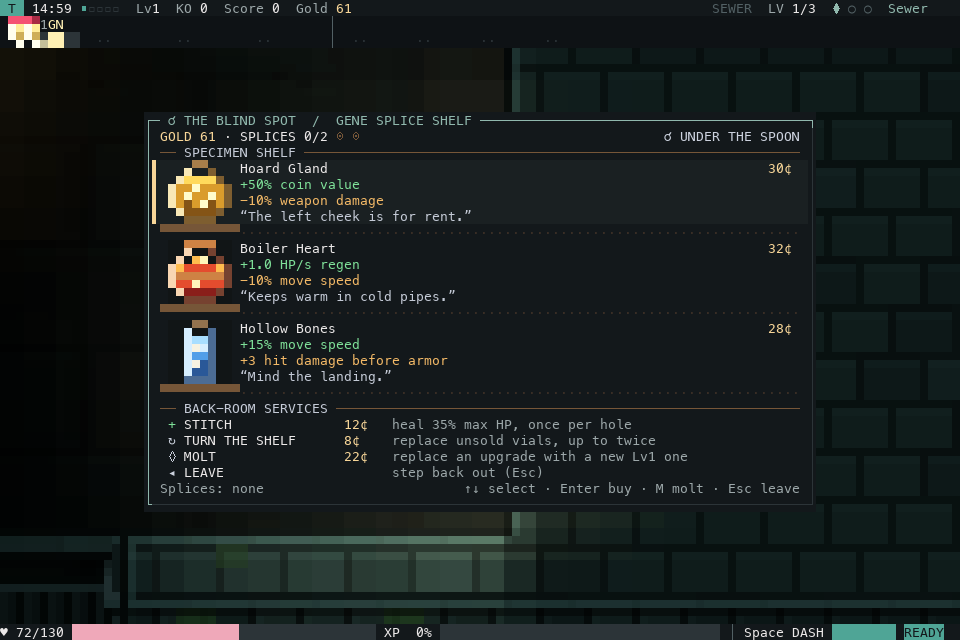 T 14:59 Lv1 KO 0 Score 0 Gold 61 SEWER LV 1/3 Sewer
1GN
THE BLIND SPOT / GENE SPLICE SHELF
GOLD 61 · SPLICES 0/2 UNDER THE SPOON
SPECIMEN SHELF
Hoard Gland 30¢
+50% coin value
−10% weapon damage
“The left cheek is for rent.”
Boiler Heart 32¢
+1.0 HP/s regen
−10% move speed
“Keeps warm in cold pipes.”
Hollow Bones 28¢
+15% move speed
+3 hit damage before armor
“Mind the landing.”
BACK−ROOM SERVICES
+ STITCH 12¢ heal 35% max HP, once per hole
↻ TURN THE SHELF 8¢ replace unsold vials, up to twice
◊ MOLT 22¢ replace an upgrade with a new Lv1 one
◂ LEAVE step back out (Esc)
Splices: none ↑↓ select · Enter buy · M molt · Esc leave
♥ 72/130 XP 0% Space DASH READY